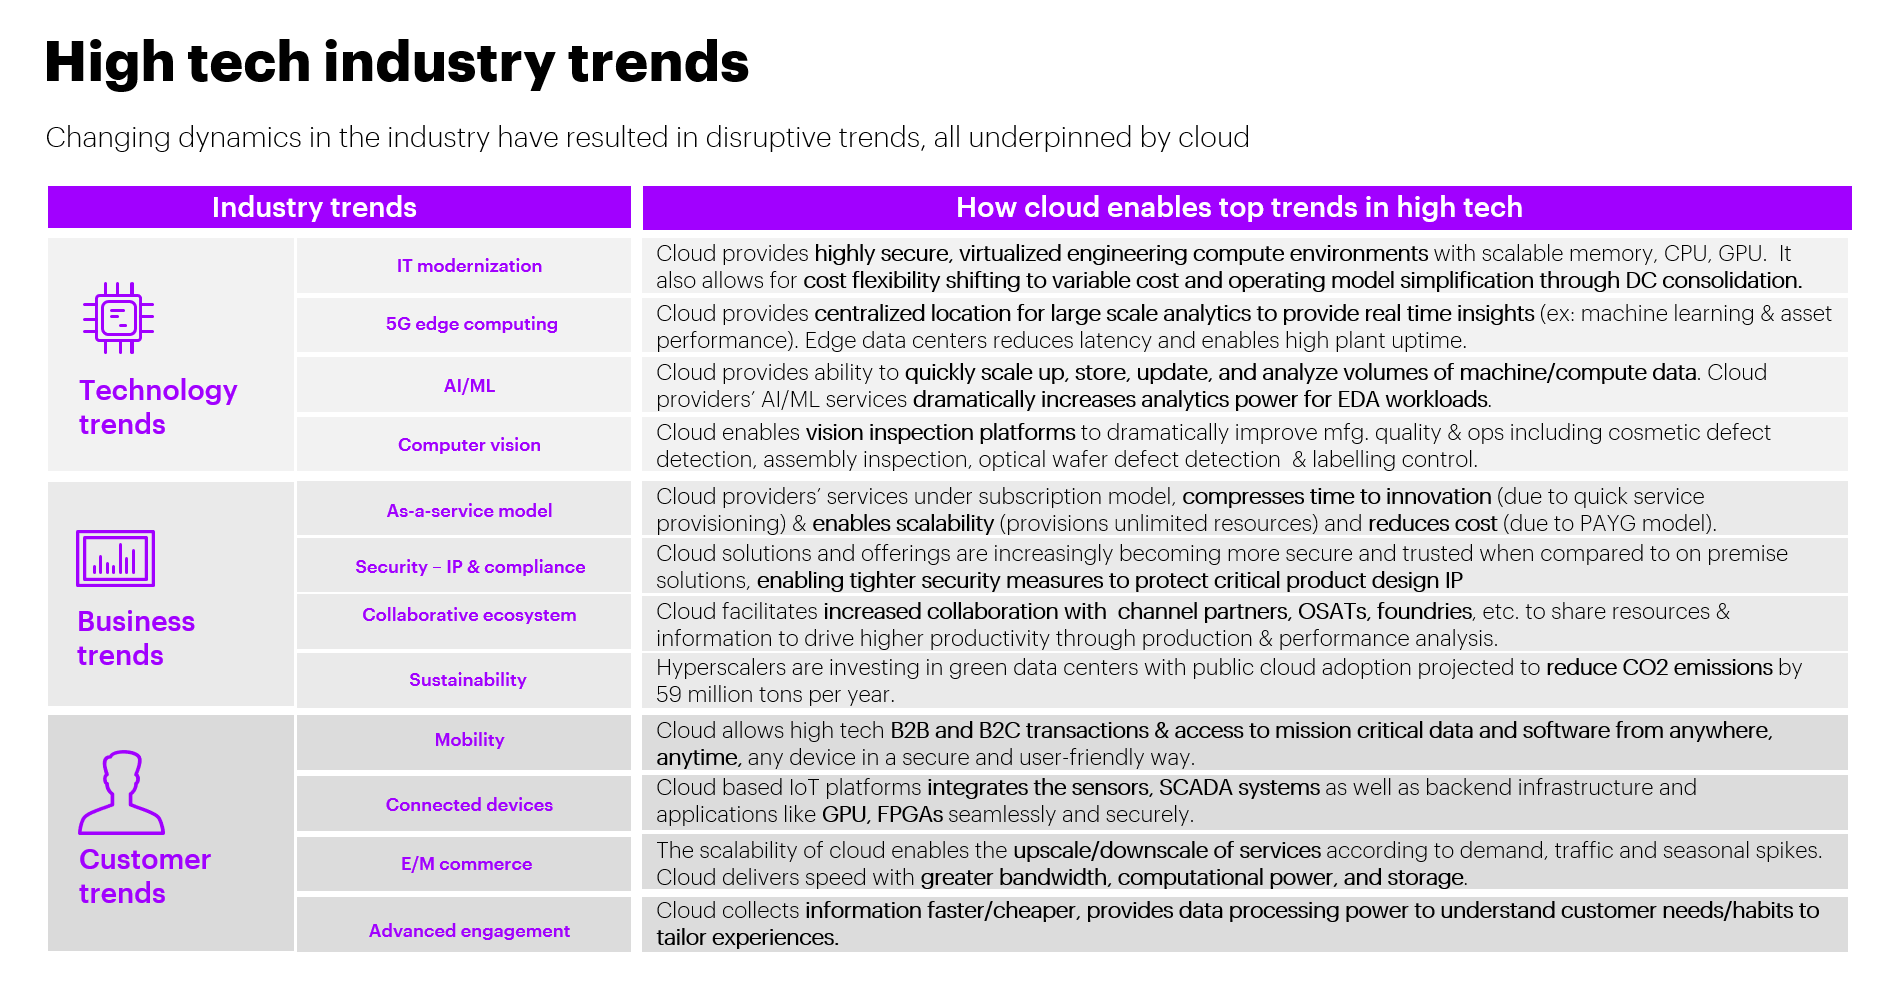 High tech industry trends
Changing dynamics in the industry have resulted in disruptive trends, all underpinned by cloud
Industry trends
How cloud enables top trends in high tech
Technology
trends
IT modernization
Cloud provides highly secure, virtualized engineering compute environments with scalable memory, CPU, GPU.  It
also allows for cost flexibility shifting to variable cost and operating model simplification through DC consolidation.
5G edge computing
Cloud provides centralized location for large scale analytics to provide real time insights (ex: machine learning & asset
performance). Edge data centers reduces latency and enables high plant uptime.
AI/ML
Cloud provides ability to quickly scale up, store, update, and analyze volumes of machine/compute data. Cloud
providers’ AI/ML services dramatically increases analytics power for EDA workloads.
Computer vision
Cloud enables vision inspection platforms to dramatically improve mfg. quality & ops including cosmetic defect
detection, assembly inspection, optical wafer defect detection  & labelling control.
Business
trends
As-a-service model
Cloud providers’ services under subscription model, compresses time to innovation (due to quick service
provisioning) & enables scalability (provisions unlimited resources) and reduces cost (due to PAYG model).
Security – IP & compliance
Cloud solutions and offerings are increasingly becoming more secure and trusted when compared to on premise
solutions, enabling tighter security measures to protect critical product design IP
Collaborative ecosystem
Cloud facilitates increased collaboration with  channel partners, OSATs, foundries, etc. to share resources &
information to drive higher productivity through production & performance analysis.
Sustainability
Hyperscalers are investing in green data centers with public cloud adoption projected to reduce CO2 emissions by
59 million tons per year.
Customer
trends
Mobility
Cloud allows high tech B2B and B2C transactions & access to mission critical data and software from anywhere,
anytime, any device in a secure and user-friendly way.
Connected devices
Cloud based IoT platforms integrates the sensors, SCADA systems as well as backend infrastructure and
applications like GPU, FPGAs seamlessly and securely.
E/M commerce
The scalability of cloud enables the upscale/downscale of services according to demand, traffic and seasonal spikes.
Cloud delivers speed with greater bandwidth, computational power, and storage.
Advanced engagement
Cloud collects information faster/cheaper, provides data processing power to understand customer needs/habits to
tailor experiences.